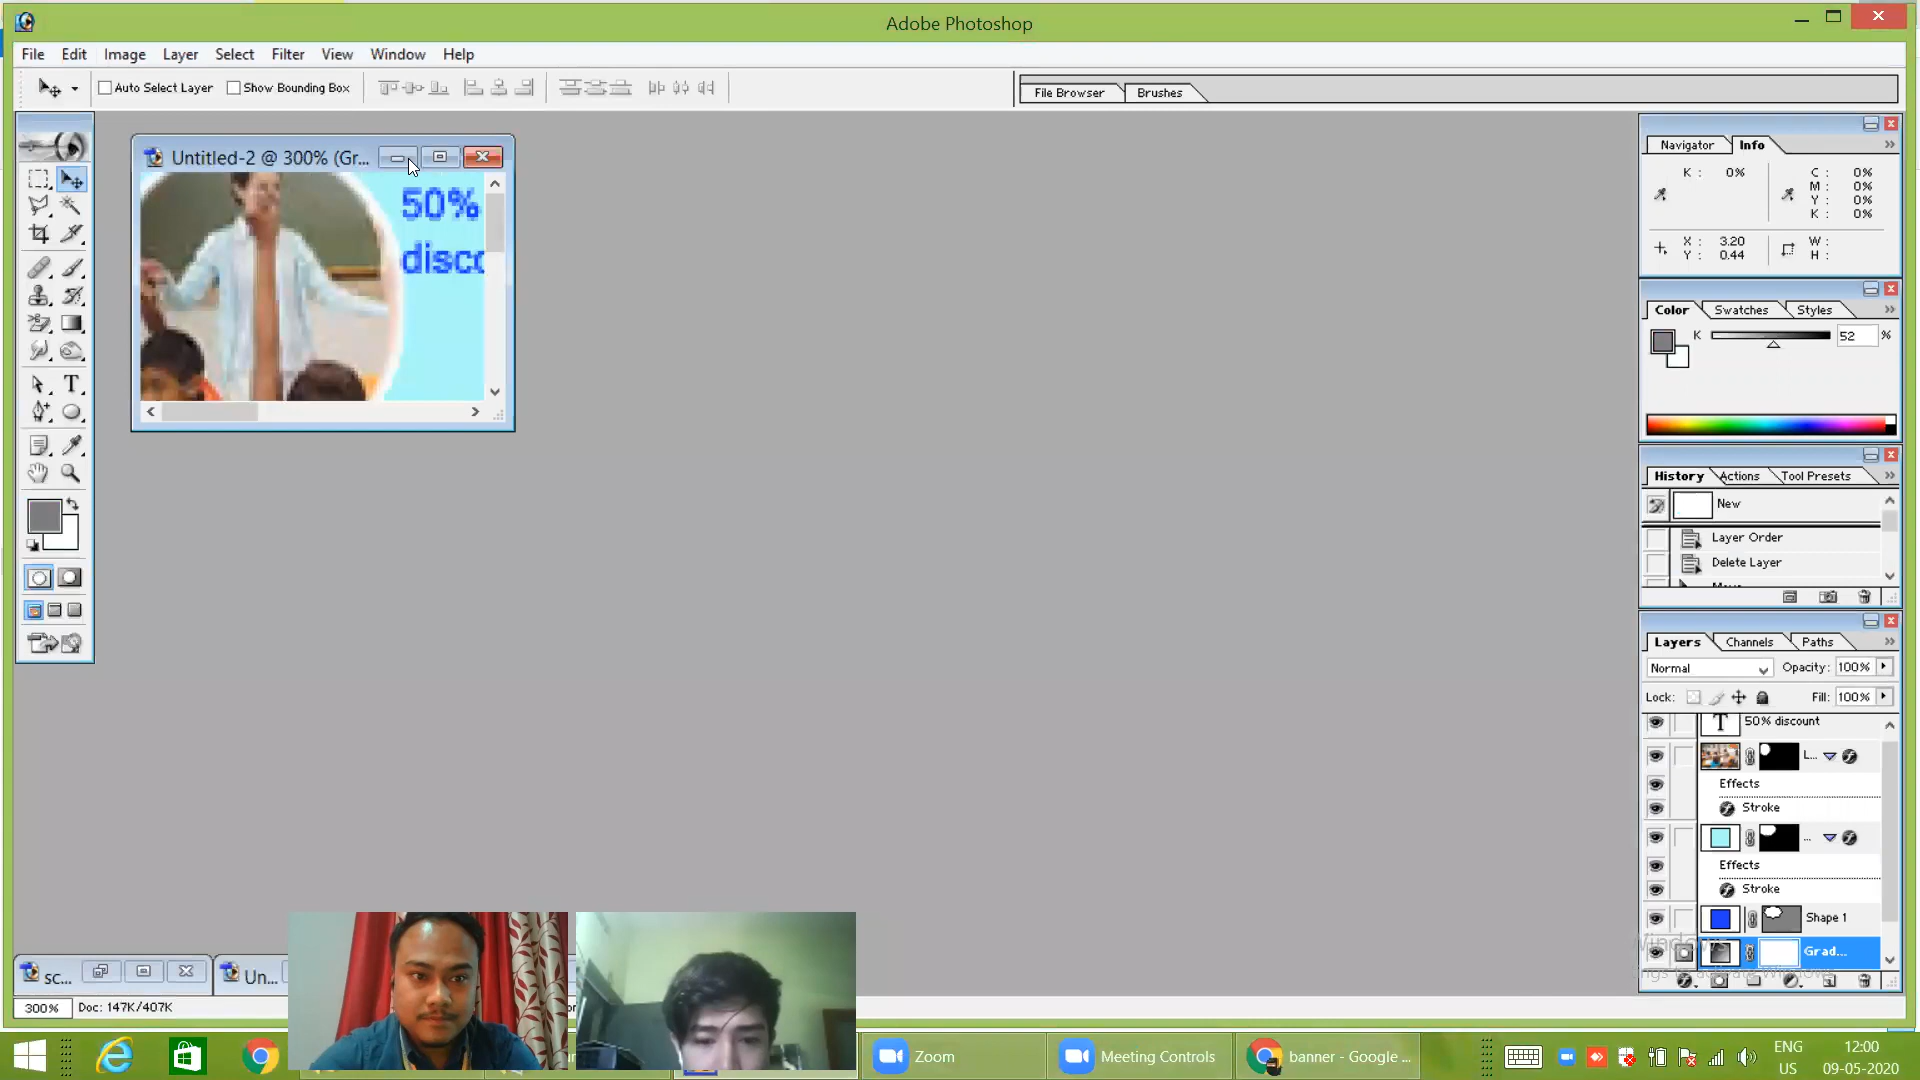 Adobe Photoshop
File Edit Image Layer Select Filter View Window Help
Auto Select Layer Show Bounding Box
File Browser Brushes
Untitled-2 @ 300% (Gr...
50%
disco
Navigator Info
K : 0%
C : 0%
M : 0%
Y : 0%
K : 0%
X : 3.20
Y : 0.44
W :
H :
Color Swatches Styles
K 52 %
History Actions Tool Presets
New
Layer Order
Delete Layer
Move
Layers Channels Paths
Normal Opacity: 100%
Lock: Fill: 100%
T 50% discount
L...
Effects
Stroke
...
Effects
Stroke
Shape 1
Grad...
sc... Un...
300% Doc: 147K/407K
Zoom Meeting Controls banner - Google ...
ENG
US
12:00
09-05-2020